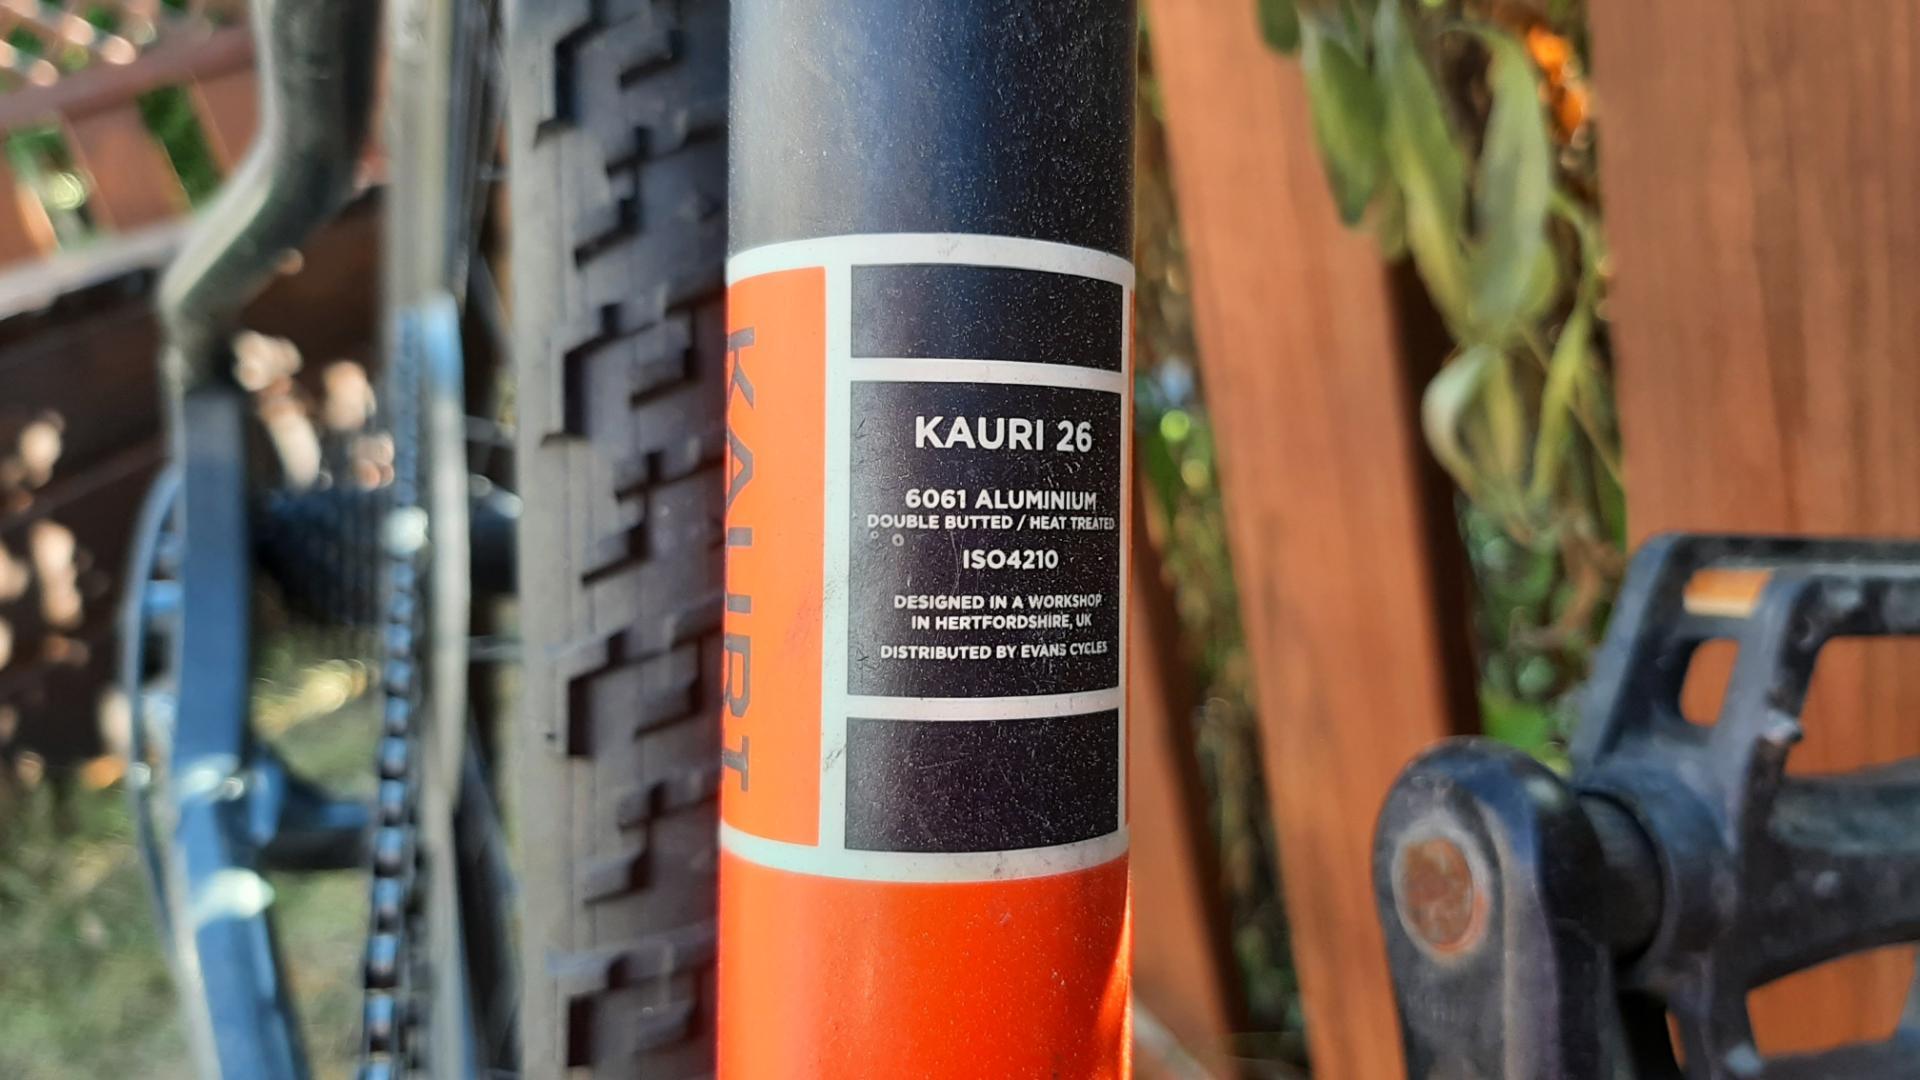 KAURI
KAURI 26
6061 ALUMINIUM
DOUBLE BUTTED / HEAT TREATED
ISO4210
DESIGNED IN A WORKSHOP
IN HERTFORDSHIRE, UK
DISTRIBUTED BY EVANS CYCLES